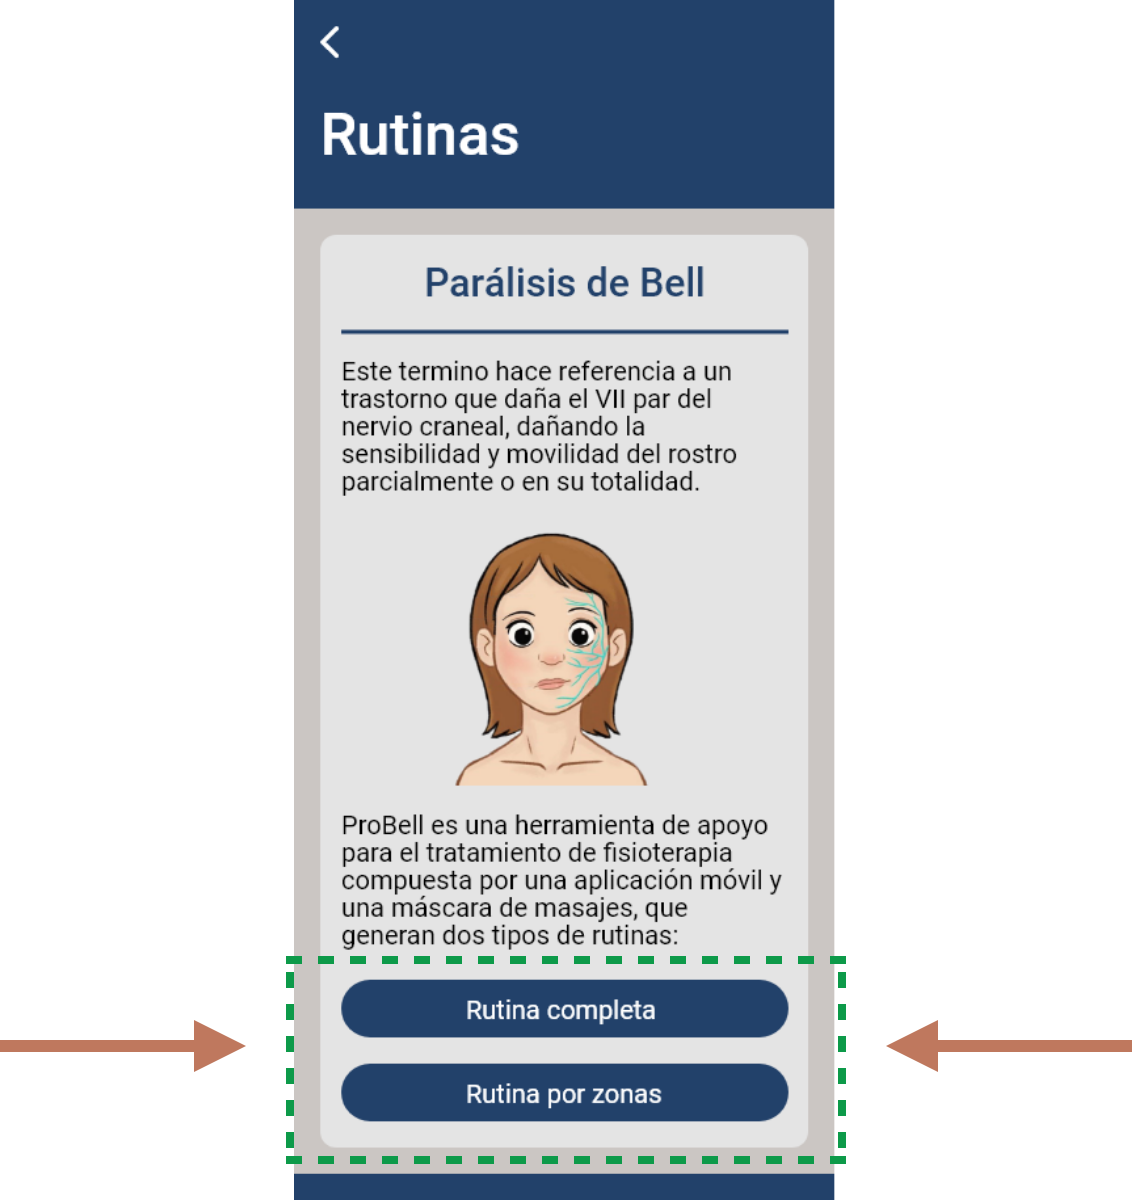 Rutinas
Parálisis de Bell
Este termino hace referencia a un
trastorno que daña el VII par del
nervio craneal, dañando la
sensibilidad y movilidad del rostro
parcialmente o en su totalidad.
ProBell es una herramienta de apoyo
para el tratamiento de fisioterapia
compuesta por una aplicación móvil y
una máscara de masajes, que
generan dos tipos de rutinas:
Rutina completa
Rutina por zonas